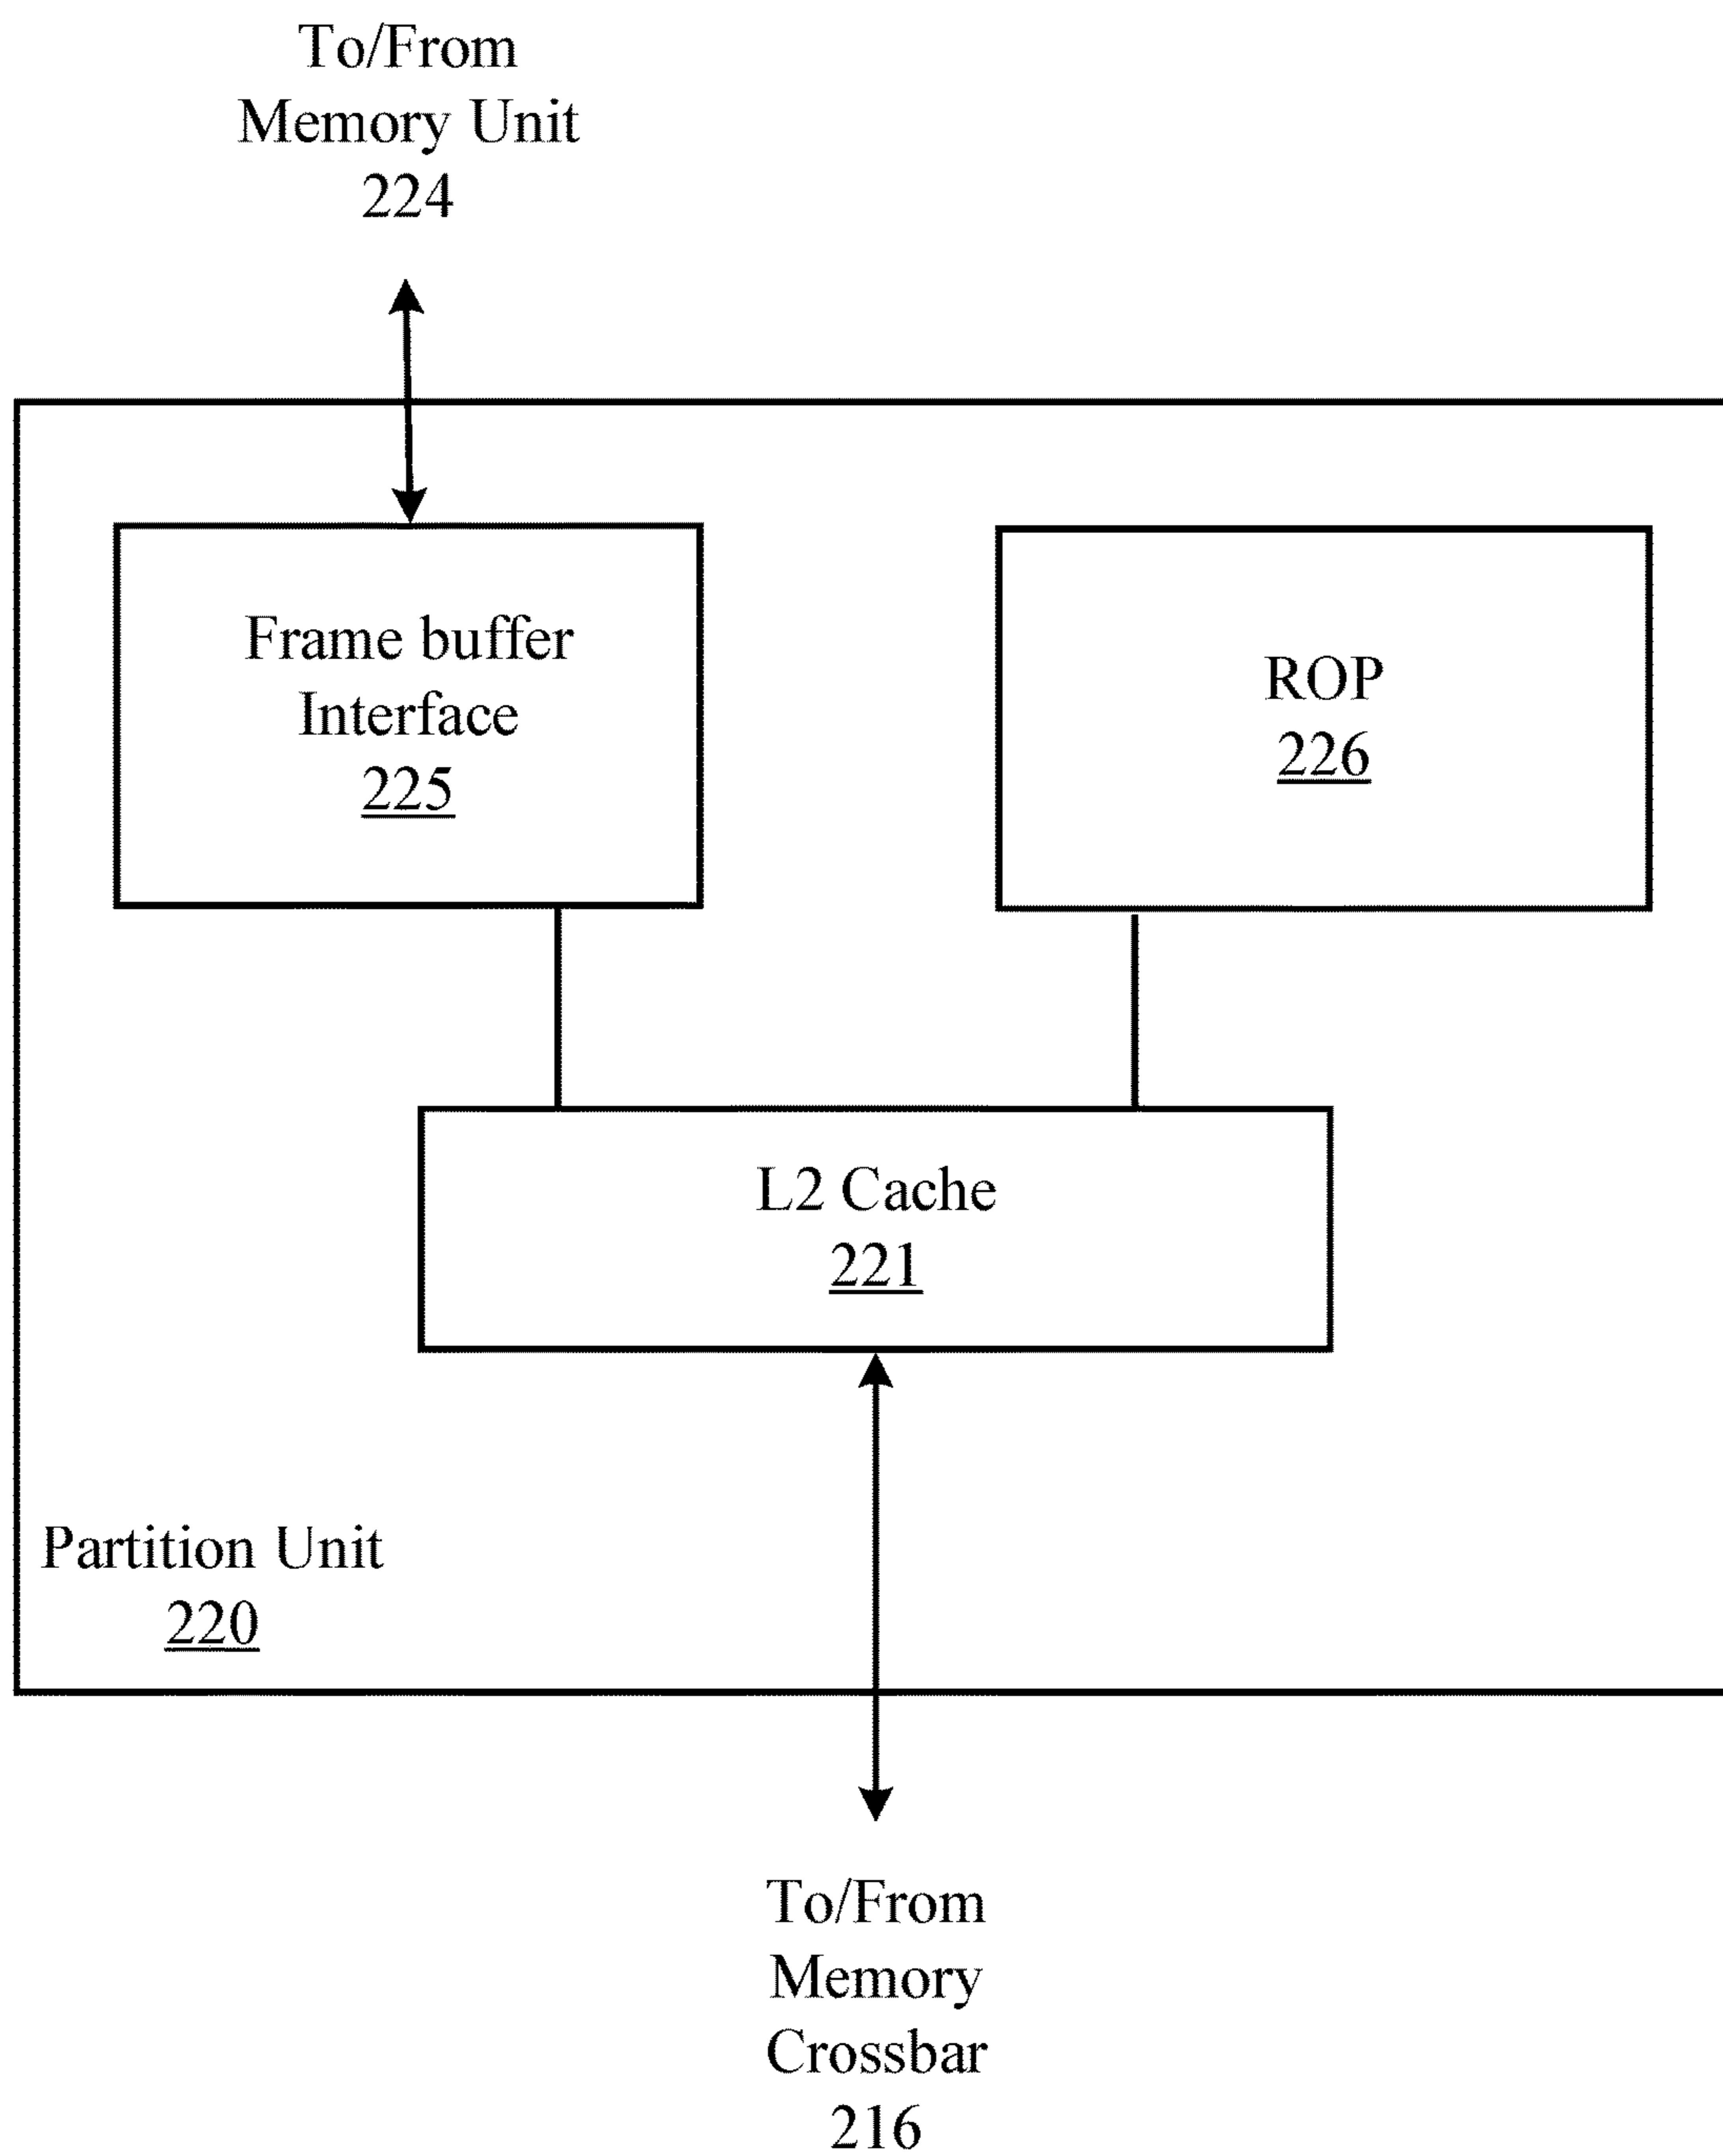 To/From
Memory Unit
224
Frame buffer
Interface
225
ROP
226
L2 Cache
221
Partition Unit
220
To/From
Memory
Crossbar
216